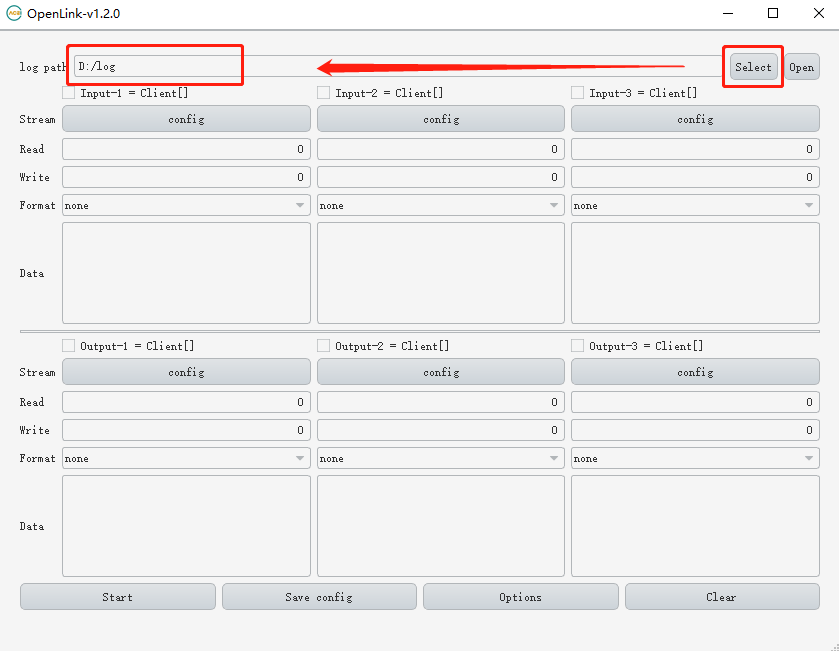 OpenLink-v1.2.0
log path D:/log Select Open
Input-1 = Client[] Input-2 = Client[] Input-3 = Client[]
Stream config config config
Read 0 0 0
Write 0 0 0
Format none none none
Data
Output-1 = Client[] Output-2 = Client[] Output-3 = Client[]
Stream config config config
Read 0 0 0
Write 0 0 0
Format none none none
Data
Start Save config Options Clear